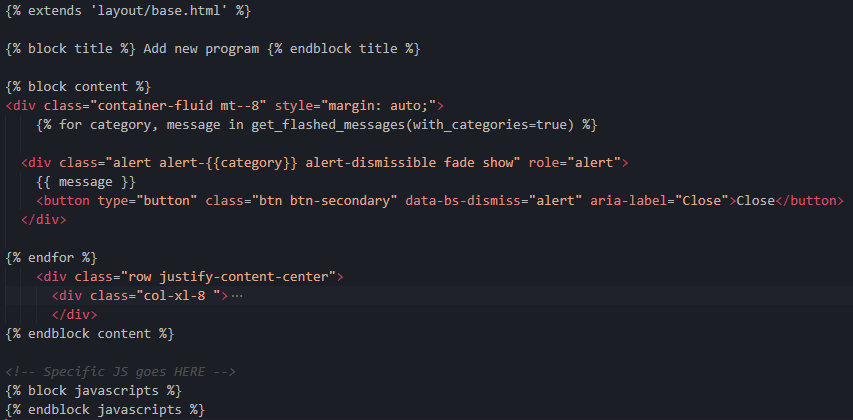 {% extends 'layout/base.html' %}
{% block title %} Add new program {% endblock title %}
{% block content %}
<div class="container-fluid mt--8" style="margin: auto;">
{% for category, message in get_flashed_messages(with_categories=true) %}
<div class="alert alert-{{category}} alert-dismissible fade show" role="alert">
{{ message }}
<button type="button" class="btn btn-secondary" data-bs-dismiss="alert" aria-label="Close">Close</button>
</div>
{% endfor %}
<div class="row justify-content-center">
<div class="col-xl-8 ">⋯
</div>
{% endblock content %}
<!-- Specific JS goes HERE -->
{% block javascripts %}
{% endblock javascripts %}